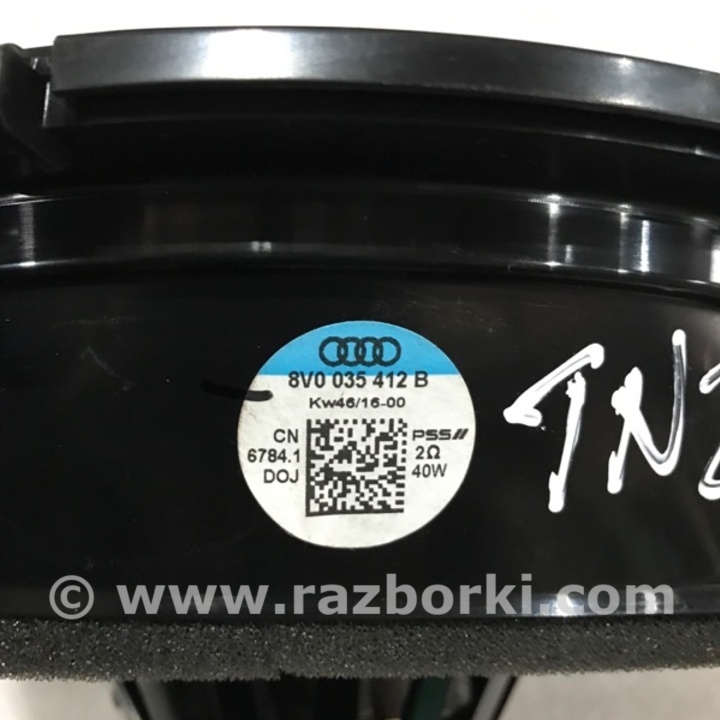 8V0 035 412 B
Kw46/16-00
CN
6784.1
DOJ
PSS
2Ω
40W
© www.razborki.com